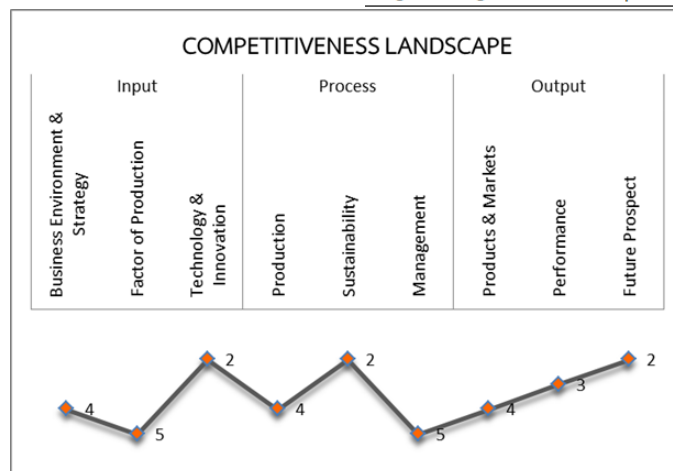 COMPETITIVENESS LANDSCAPE
Input
Process
Output
Business Environment &
Strategy
Factor of Production
Technology &
Innovation
Production
Sustainability
Management
Products & Markets
Performance
Future Prospect
4
5
2
4
2
5
4
3
2